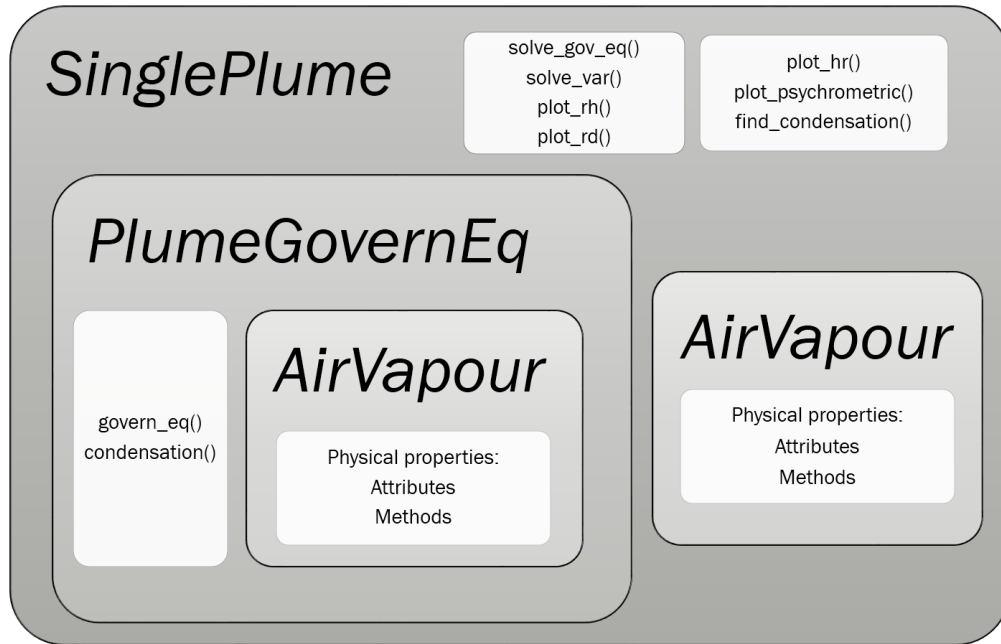 SinglePlume
solve_gov_eq()
solve_var()
plot_rh()
plot_rd()
plot_hr()
plot_psychrometric()
find_condensation()
PlumeGovernEq
govern_eq()
condensation()
AirVapour
Physical properties:
Attributes
Methods
AirVapour
Physical properties:
Attributes
Methods